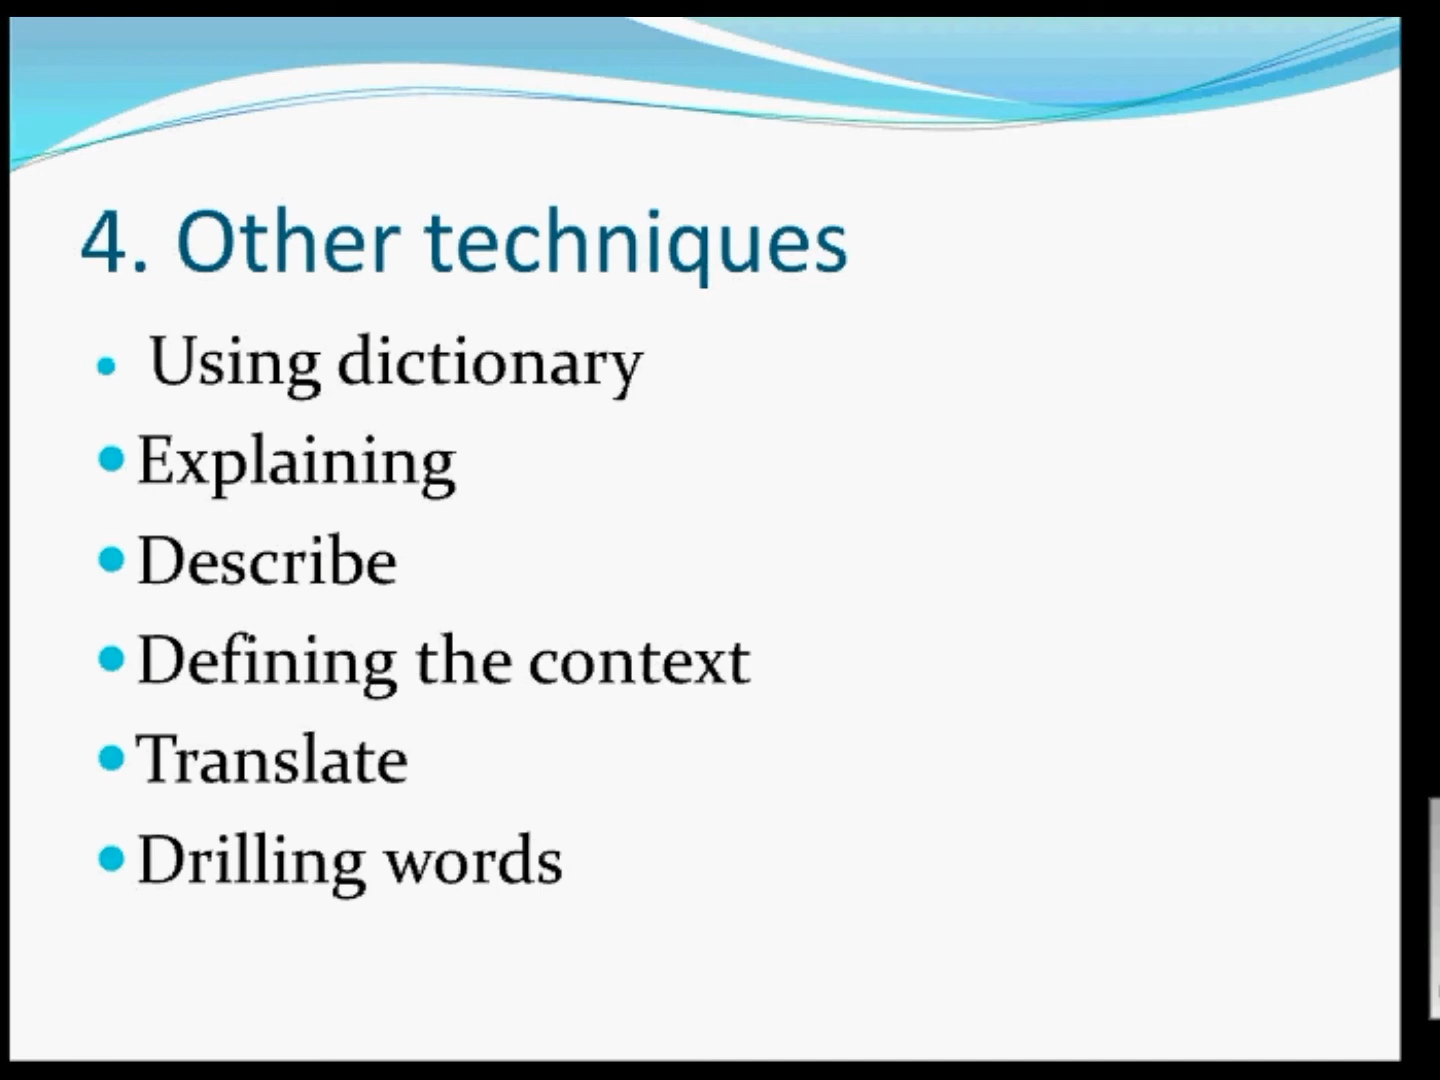 4. Other techniques
• Using dictionary
• Explaining
• Describe
• Defining the context
• Translate
• Drilling words